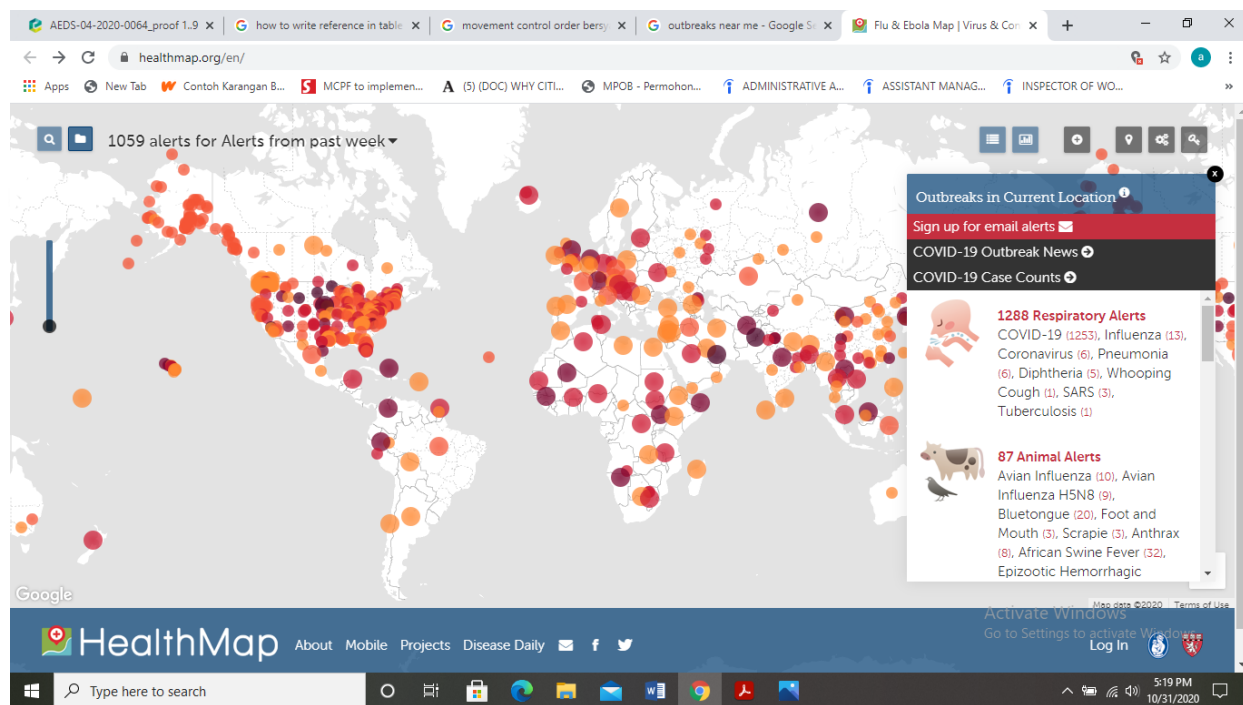 AEDS-04-2020-0064_proof 1..9
how to write reference in table
movement control order bersy
outbreaks near me - Google Se
Flu & Ebola Map | Virus & Con
healthmap.org/en/
a
Apps
New Tab
Contoh Karangan B...
MCPF to implemen...
(5) (DOC) WHY CITI...
MPOB - Permohon...
ADMINISTRATIVE A...
ASSISTANT MANAG...
INSPECTOR OF WO...
»
1059 alerts for Alerts from past week
Outbreaks in Current Location
Sign up for email alerts
COVID-19 Outbreak News
COVID-19 Case Counts
1288 Respiratory Alerts
COVID-19 (1253), Influenza (13),
Coronavirus (6), Pneumonia
(6), Diphtheria (5), Whooping
Cough (1), SARS (3),
Tuberculosis (1)
87 Animal Alerts
Avian Influenza (10), Avian
Influenza H5N8 (9),
Bluetongue (20), Foot and
Mouth (3), Scrapie (3), Anthrax
(8), African Swine Fever (32),
Epizootic Hemorrhagic
Google
Map data ©2020
Terms of Use
Activate Windows
Go to Settings to activate Windows.
HealthMap
About
Mobile
Projects
Disease Daily
Log In
Type here to search
5:19 PM
10/31/2020